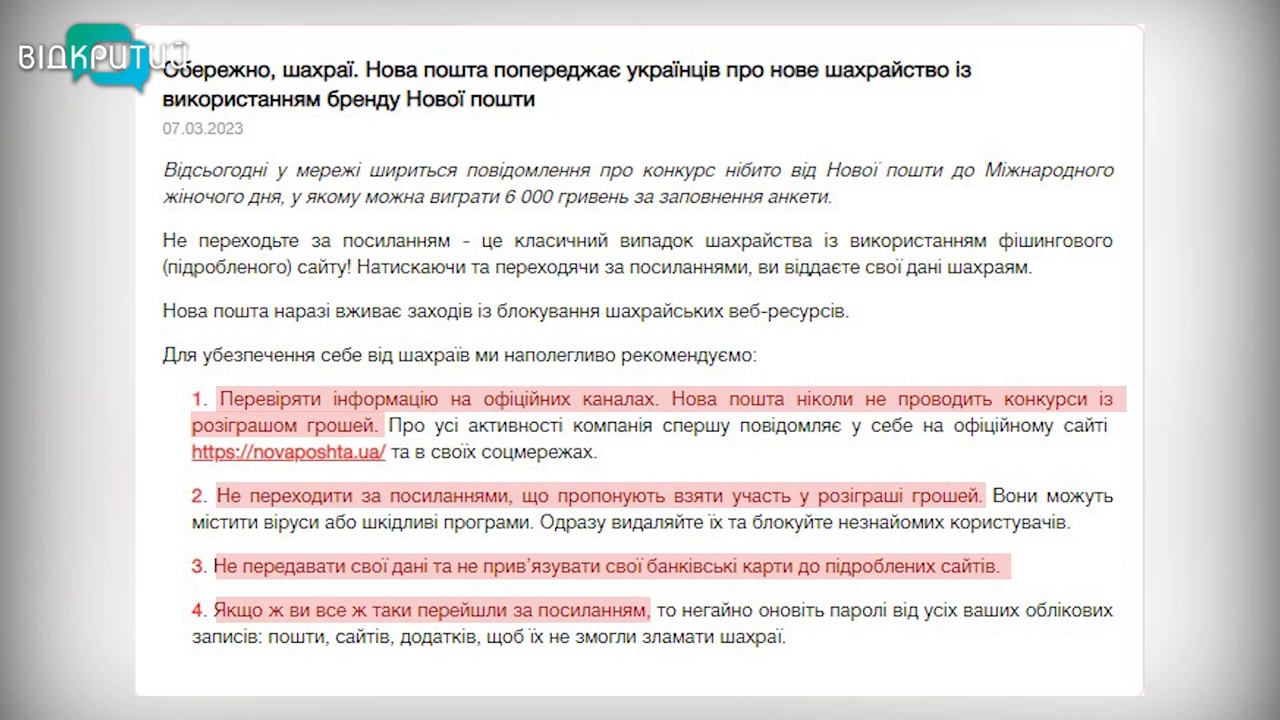 ВІДКРИТИЙ
Обережно, шахраї. Нова пошта попереджає українців про нове шахрайство із
використанням бренду Нової пошти
07.03.2023
Відсьогодні у мережі шириться повідомлення про конкурс нібито від Нової пошти до Міжнародного
жіночого дня, у якому можна виграти 6 000 гривень за заповнення анкети.
Не переходьте за посиланням - це класичний випадок шахрайства із використанням фішингового
(підробленого) сайту! Натискаючи та переходячи за посиланнями, ви віддаєте свої дані шахраям.
Нова пошта наразі вживає заходів із блокування шахрайських веб-ресурсів.
Для убезпечення себе від шахраїв ми наполегливо рекомендуємо:
1. Перевіряти інформацію на офіційних каналах. Нова пошта ніколи не проводить конкурси із
розіграшом грошей. Про усі активності компанія спершу повідомляє у себе на офіційному сайті
https://novaposhta.ua/ та в своїх соцмережах.
2. Не переходити за посиланнями, що пропонують взяти участь у розіграші грошей. Вони можуть
містити віруси або шкідливі програми. Одразу видаляйте їх та блокуйте незнайомих користувачів.
3. Не передавати свої дані та не прив’язувати свої банківські карти до підроблених сайтів.
4. Якщо ж ви все ж таки перейшли за посиланням, то негайно оновіть паролі від усіх ваших облікових
записів: пошти, сайтів, додатків, щоб їх не змогли зламати шахраї.